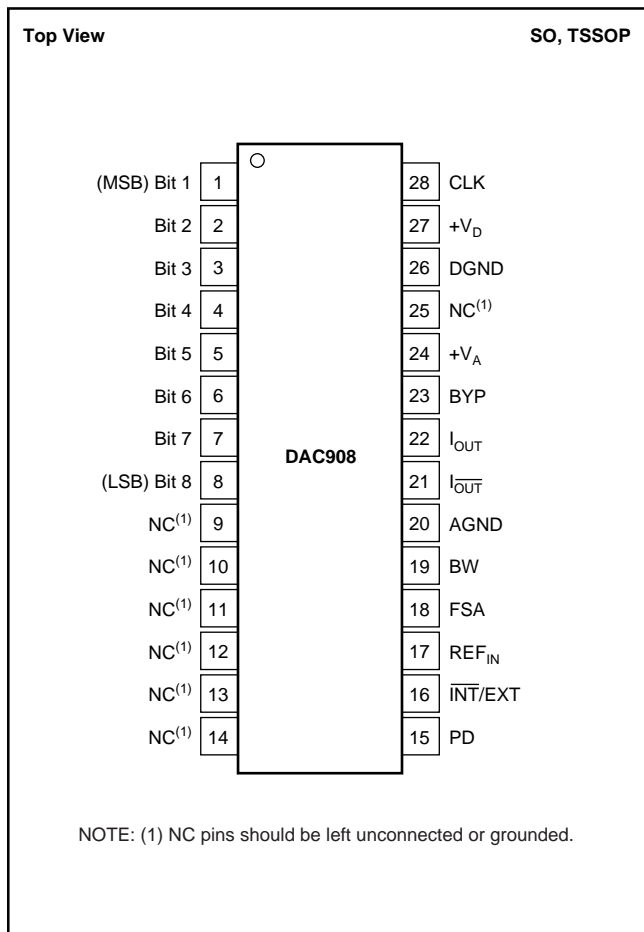 Top View SO, TSSOP
(MSB) Bit 1 1 28 CLK
Bit 2 2 27 +V_D
Bit 3 3 26 DGND
Bit 4 4 25 NC⁽¹⁾
Bit 5 5 24 +V_A
Bit 6 6 23 BYP
Bit 7 7 22 I_OUT
DAC908
(LSB) Bit 8 8 21 I_O̅U̅T̅
NC⁽¹⁾ 9 20 AGND
NC⁽¹⁾ 10 19 BW
NC⁽¹⁾ 11 18 FSA
NC⁽¹⁾ 12 17 REF_IN
NC⁽¹⁾ 13 16 I̅N̅T̅/EXT
NC⁽¹⁾ 14 15 PD
NOTE: (1) NC pins should be left unconnected or grounded.